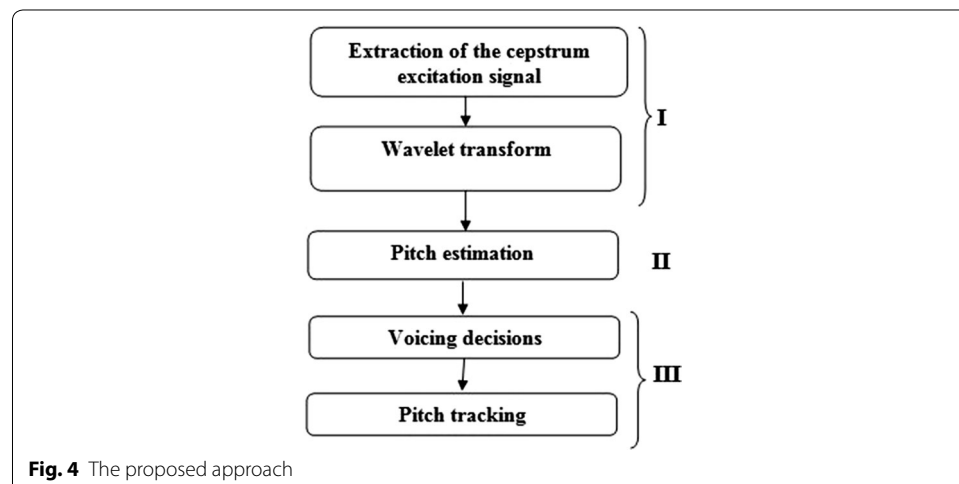 Extraction of the cepstrum
excitation signal
I
Wavelet transform
Pitch estimation
II
Voicing decisions
III
Pitch tracking
Fig. 4 The proposed approach